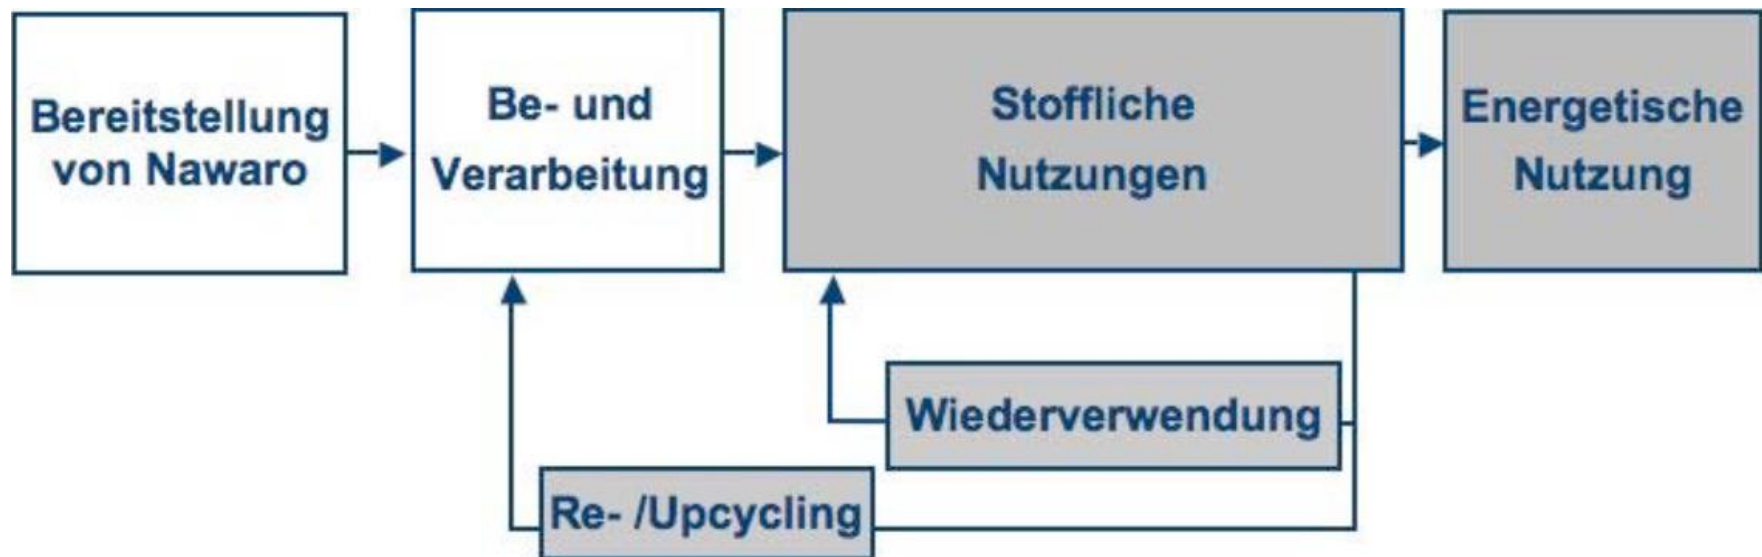 Bereitstellung
von Nawaro
Be- und
Verarbeitung
Stoffliche
Nutzungen
Energetische
Nutzung
Wiederverwendung
Re- /Upcycling